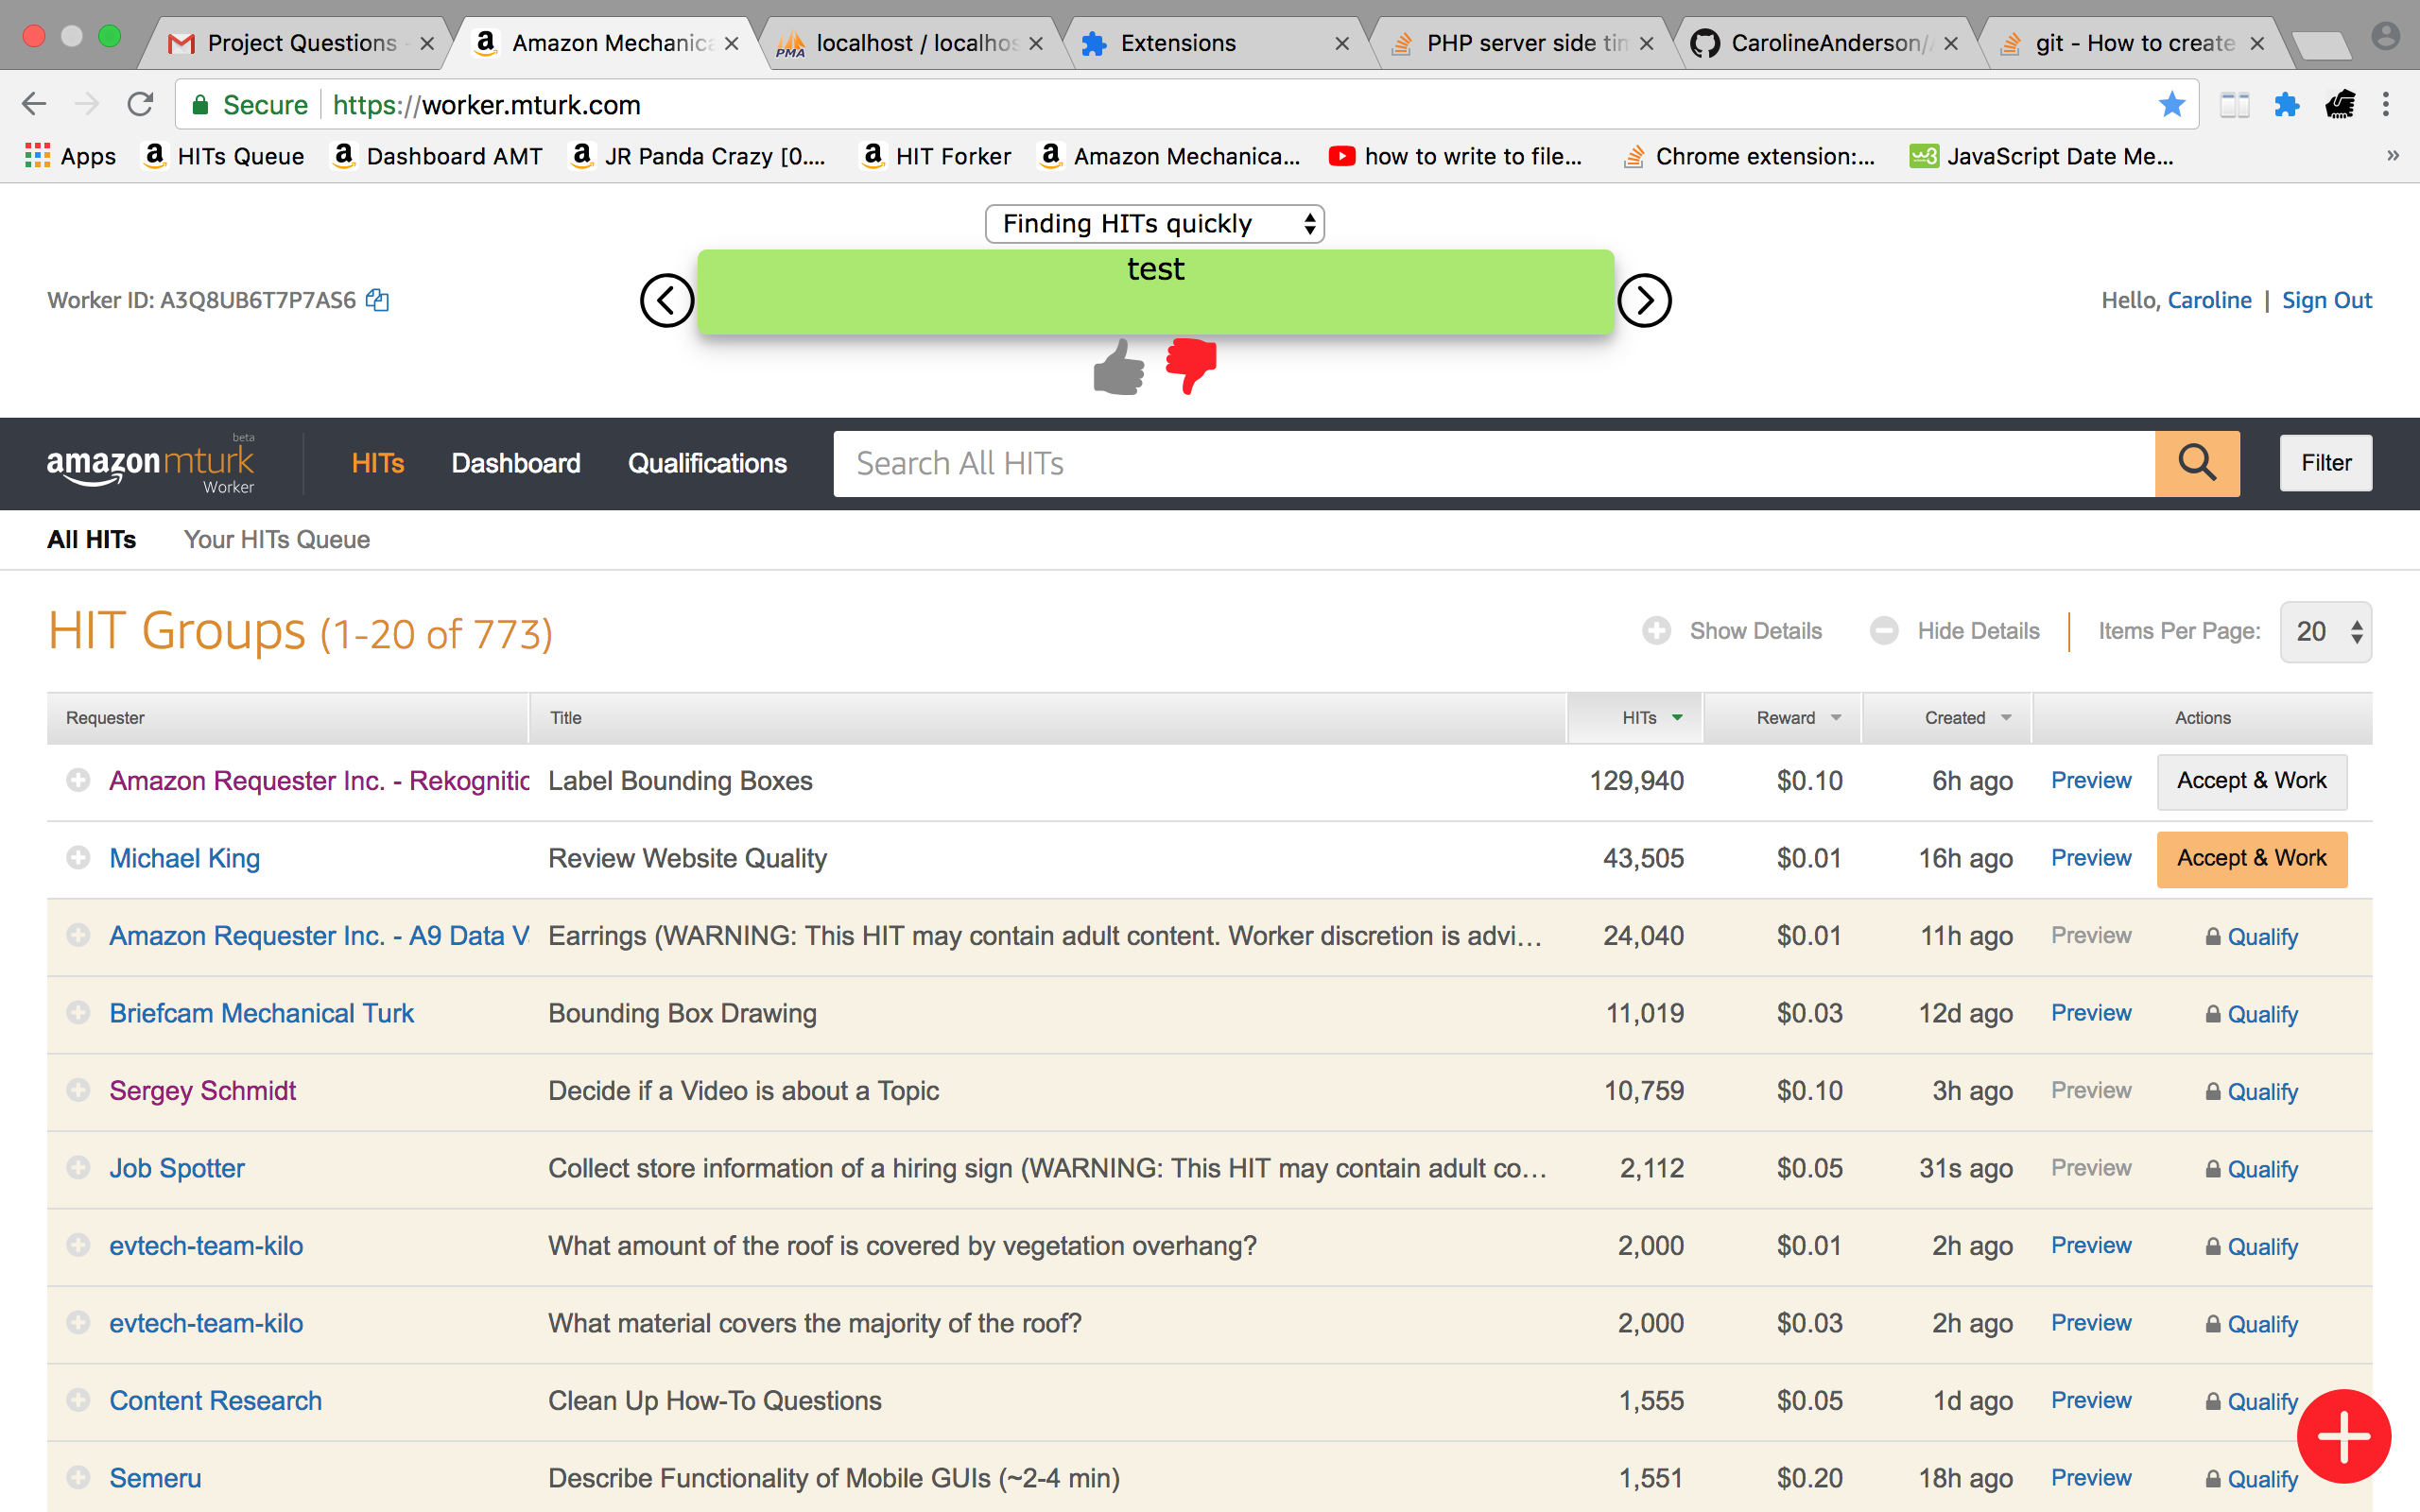 Project Questions - Amazon Mechanica localhost / localhos Extensions PHP server side tim CarolineAnderson/ git - How to create
Secure https://worker.mturk.com
Apps HITs Queue Dashboard AMT JR Panda Crazy [0.... HIT Forker Amazon Mechanica... how to write to file... Chrome extension:... JavaScript Date Me... »
Finding HITs quickly
test
Worker ID: A3Q8UB6T7P7AS6
Hello, Caroline | Sign Out
amazon mturk beta Worker
HITs Dashboard Qualifications Search All HITs Filter
All HITs Your HITs Queue
HIT Groups (1-20 of 773) Show Details Hide Details Items Per Page: 20
Requester Title HITs Reward Created Actions
Amazon Requester Inc. - Rekognitic Label Bounding Boxes 129,940 $0.10 6h ago Preview Accept & Work
Michael King Review Website Quality 43,505 $0.01 16h ago Preview Accept & Work
Amazon Requester Inc. - A9 Data V Earrings (WARNING: This HIT may contain adult content. Worker discretion is advi... 24,040 $0.01 11h ago Preview Qualify
Briefcam Mechanical Turk Bounding Box Drawing 11,019 $0.03 12d ago Preview Qualify
Sergey Schmidt Decide if a Video is about a Topic 10,759 $0.10 3h ago Preview Qualify
Job Spotter Collect store information of a hiring sign (WARNING: This HIT may contain adult co... 2,112 $0.05 31s ago Preview Qualify
evtech-team-kilo What amount of the roof is covered by vegetation overhang? 2,000 $0.01 2h ago Preview Qualify
evtech-team-kilo What material covers the majority of the roof? 2,000 $0.03 2h ago Preview Qualify
Content Research Clean Up How-To Questions 1,555 $0.05 1d ago Preview Qualify
Semeru Describe Functionality of Mobile GUIs (~2-4 min) 1,551 $0.20 18h ago Preview Qualify